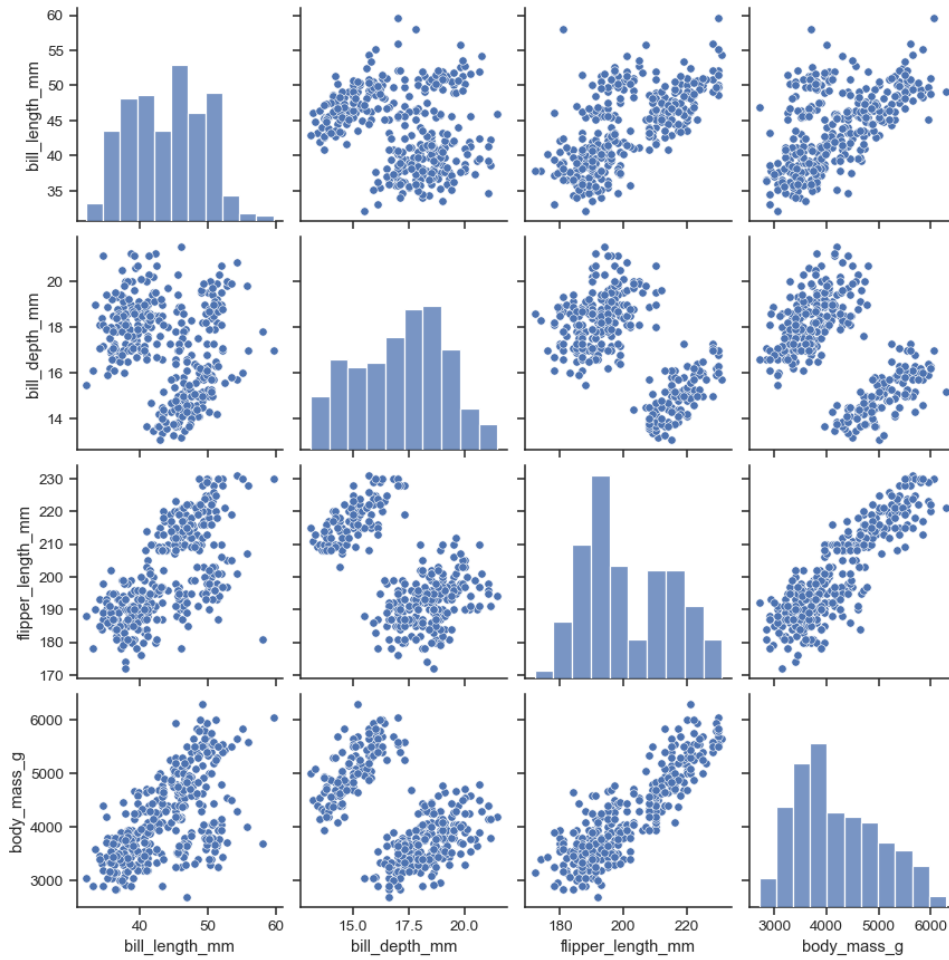 60
55
50
45
40
35
bill_length_mm
20
18
16
14
bill_depth_mm
230
220
210
200
190
180
170
flipper_length_mm
6000
5000
4000
3000
body_mass_g
40 50 60
15.0 17.5 20.0
180 200 220
3000 4000 5000 6000
bill_length_mm bill_depth_mm flipper_length_mm body_mass_g